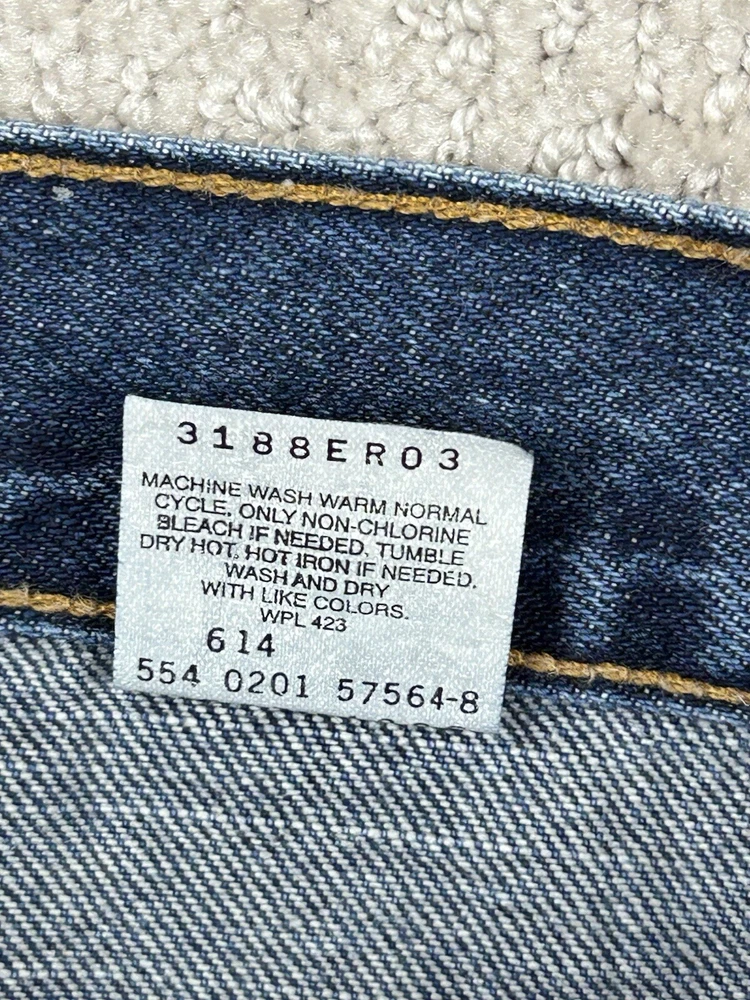 3188ER03
MACHINE WASH WARM NORMAL
CYCLE. ONLY NON-CHLORINE
BLEACH IF NEEDED. TUMBLE
DRY HOT. HOT IRON IF NEEDED.
WASH AND DRY
WITH LIKE COLORS.
WPL 423
614
554 0201 57564-8